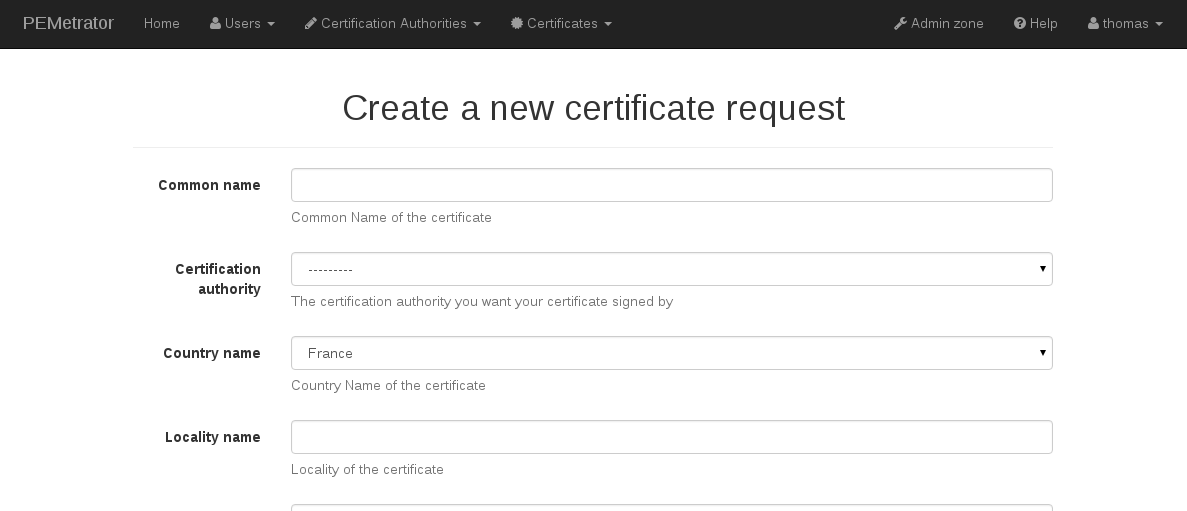 PEMetrator Home Users Certification Authorities Certificates Admin zone Help thomas
Create a new certificate request
Common name
Common Name of the certificate
Certification authority
---------
The certification authority you want your certificate signed by
Country name
France
Country Name of the certificate
Locality name
Locality of the certificate